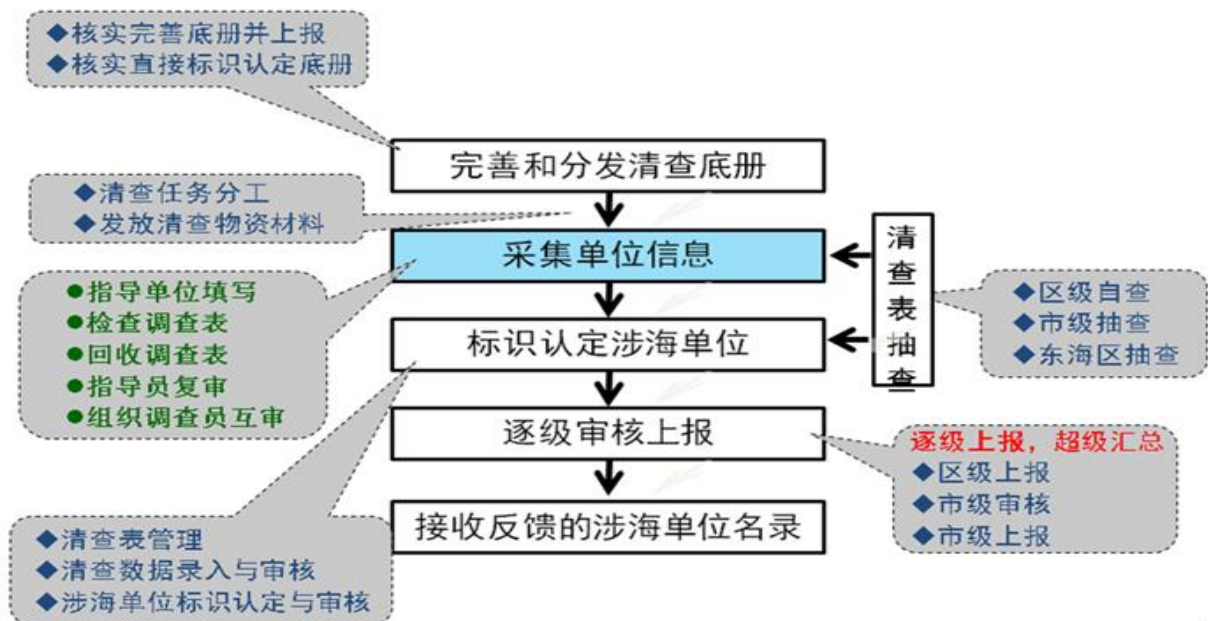 ◆核实完善底册并上报
◆核实直接标识认定底册
完善和分发清查底册
◆清查任务分工
◆发放清查物资材料
采集单位信息
清查表抽查
◆区级自查
◆市级抽查
◆东海区抽查
●指导单位填写
●检查调查表
●回收调查表
●指导员复审
●组织调查员互审
标识认定涉海单位
逐级审核上报
逐级上报，超级汇总
◆区级上报
◆市级审核
◆市级上报
接收反馈的涉海单位名录
◆清查表管理
◆清查数据录入与审核
◆涉海单位标识认定与审核